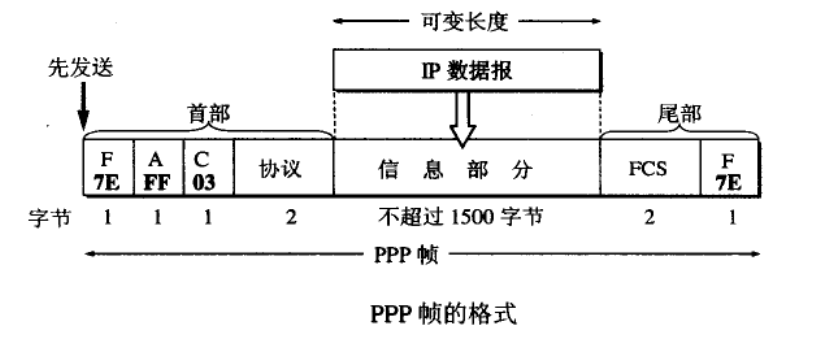 可变长度
先发送
IP 数据报
首部
尾部
F A C
7E FF 03 协议 信息部分 FCS F 7E
字节 1 1 1 2 不超过 1500 字节 2 1
PPP 帧
PPP 帧的格式